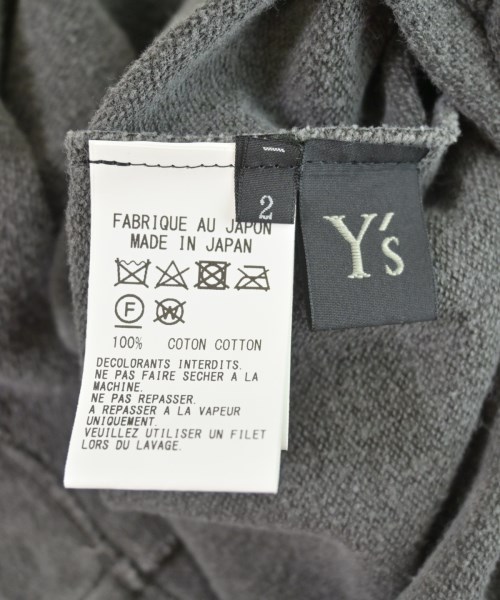 2
Y's
FABRIQUE AU JAPON
MADE IN JAPAN
F W
100% COTON COTTON
DECOLORANTS INTERDITS.
NE PAS FAIRE SECHER A LA
MACHINE.
NE PAS REPASSER.
A REPASSER A LA VAPEUR
UNIQUEMENT.
VEUILLEZ UTILISER UN FILET
LORS DU LAVAGE.